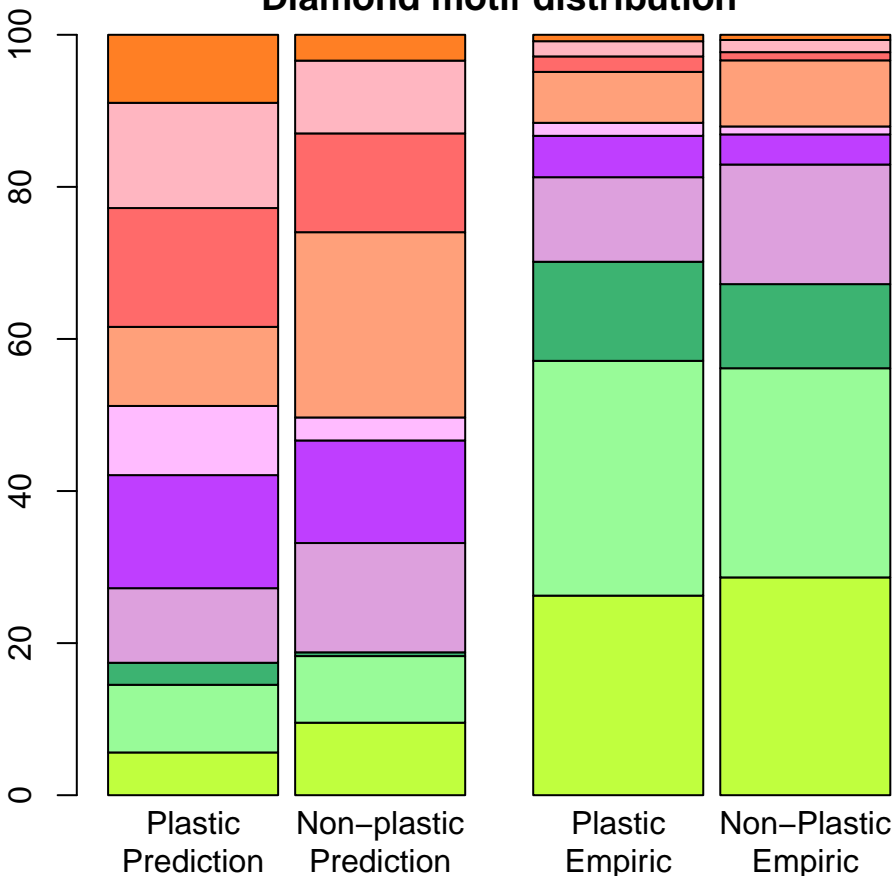 Diamond motif distribution
100
80
60
40
20
0
Plastic
Prediction
Non−plastic
Prediction
Plastic
Empiric
Non−Plastic
Empiric